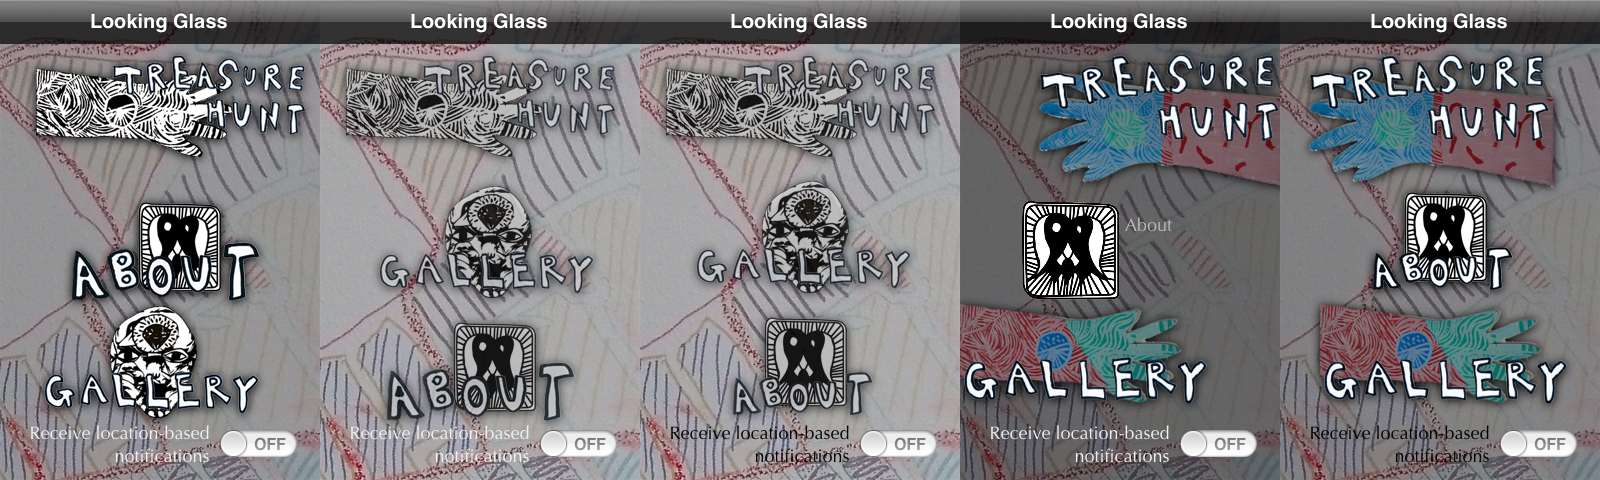 Looking Glass
TREASURE
HUNT
ABOUT
GALLERY
Receive location-based
notifications
OFF
Looking Glass
TREASURE
HUNT
GALLERY
ABOUT
Receive location-based
notifications
OFF
Looking Glass
TREASURE
HUNT
GALLERY
ABOUT
Receive location-based
notifications
OFF
Looking Glass
TREASURE
HUNT
About
GALLERY
Receive location-based
notifications
OFF
Looking Glass
TREASURE
HUNT
ABOUT
GALLERY
Receive location-based
notifications
OFF